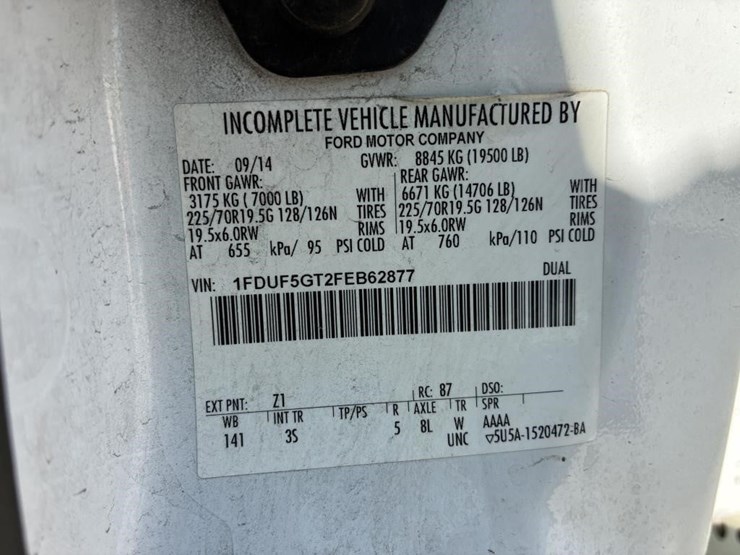 INCOMPLETE VEHICLE MANUFACTURED BY
FORD MOTOR COMPANY
DATE: 09/14 GVWR: 8845 KG (19500 LB)
FRONT GAWR: REAR GAWR:
3175 KG ( 7000 LB) WITH 6671 KG (14706 LB) WITH
225/70R19.5G 128/126N TIRES 225/70R19.5G 128/126N TIRES
19.5x6.0RW RIMS 19.5x6.0RW RIMS
AT 655 kPa/ 95 PSI COLD AT 760 kPa/110 PSI COLD
VIN: 1FDUF5GT2FEB62877 DUAL
EXT PNT: Z1 RC: 87 DSO:
WB INT TR TP/PS R AXLE TR SPR
141 3S 5 8L W AAAA
UNC ▽5U5A-1520472-BA